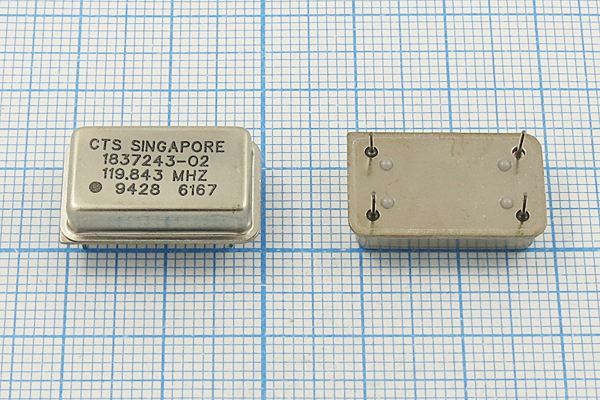 CTS SINGAPORE
1837243-02
119.843 MHZ
9428 6167